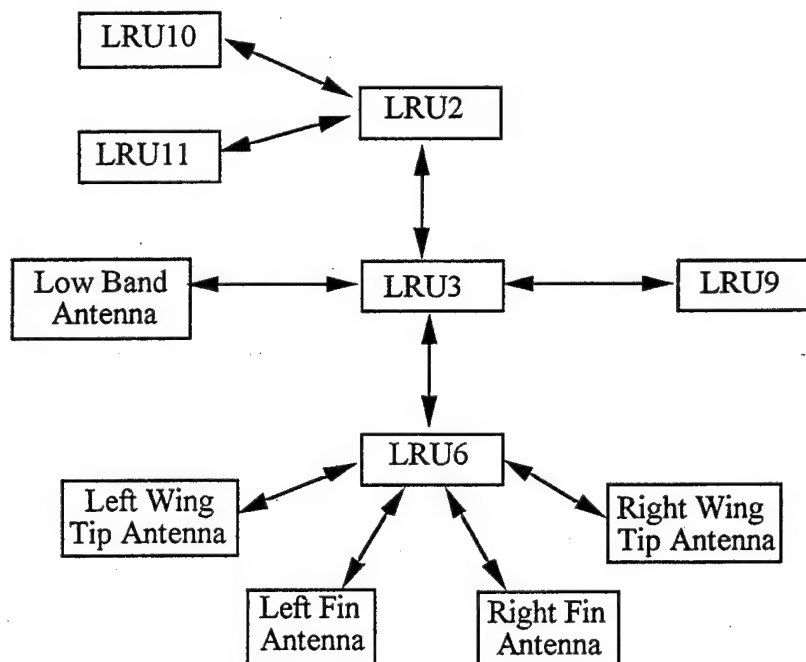 LRU10
LRU2
LRU11
Low Band
Antenna
LRU3
LRU9
LRU6
Left Wing
Tip Antenna
Right Wing
Tip Antenna
Left Fin
Antenna
Right Fin
Antenna